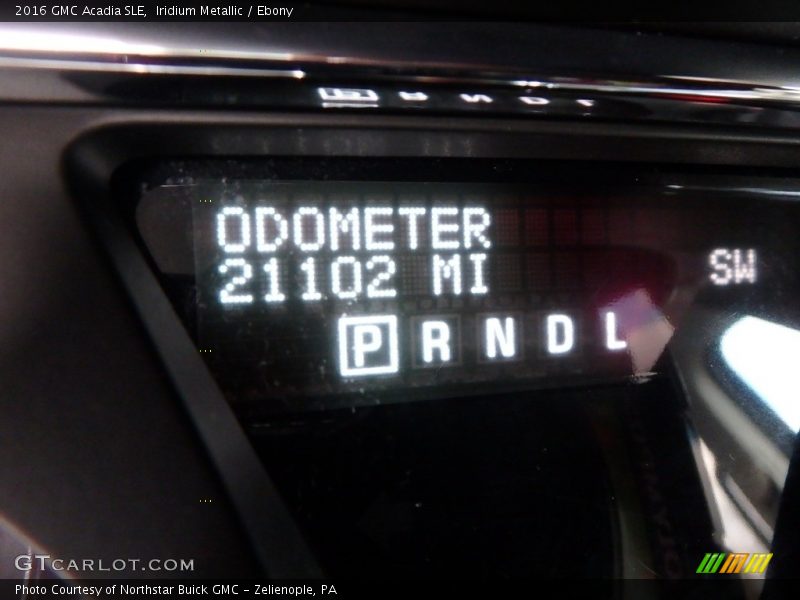 2016 GMC Acadia SLE,  Iridium Metallic / Ebony
ODOMETER
21102 MI
SW
P R N D L
GTCARLOT.COM
Photo Courtesy of Northstar Buick GMC - Zelienople, PA